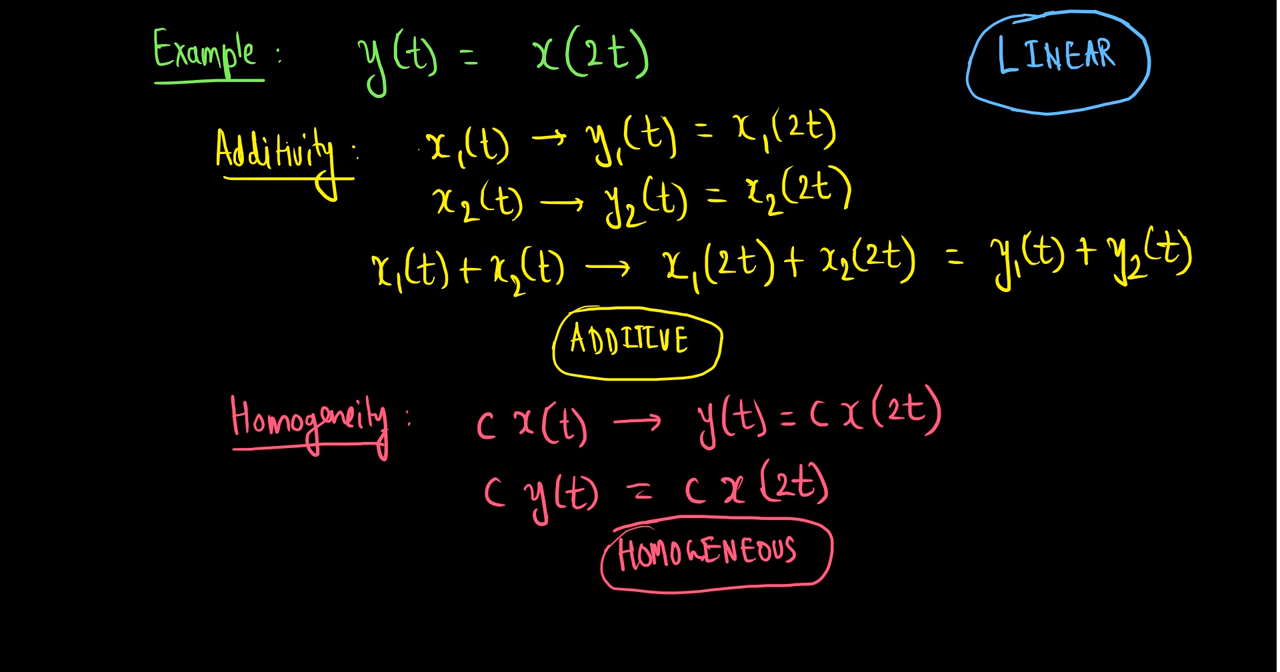 Example: y(t) = x(2t)
LINEAR
Additivity: x₁(t) → y₁(t) = x₁(2t)
x₂(t) → y₂(t) = x₂(2t)
x₁(t) + x₂(t) → x₁(2t) + x₂(2t) = y₁(t) + y₂(t)
ADDITIVE
Homogeneity: C x(t) → y(t) = C x(2t)
C y(t) = C x(2t)
HOMOGENEOUS